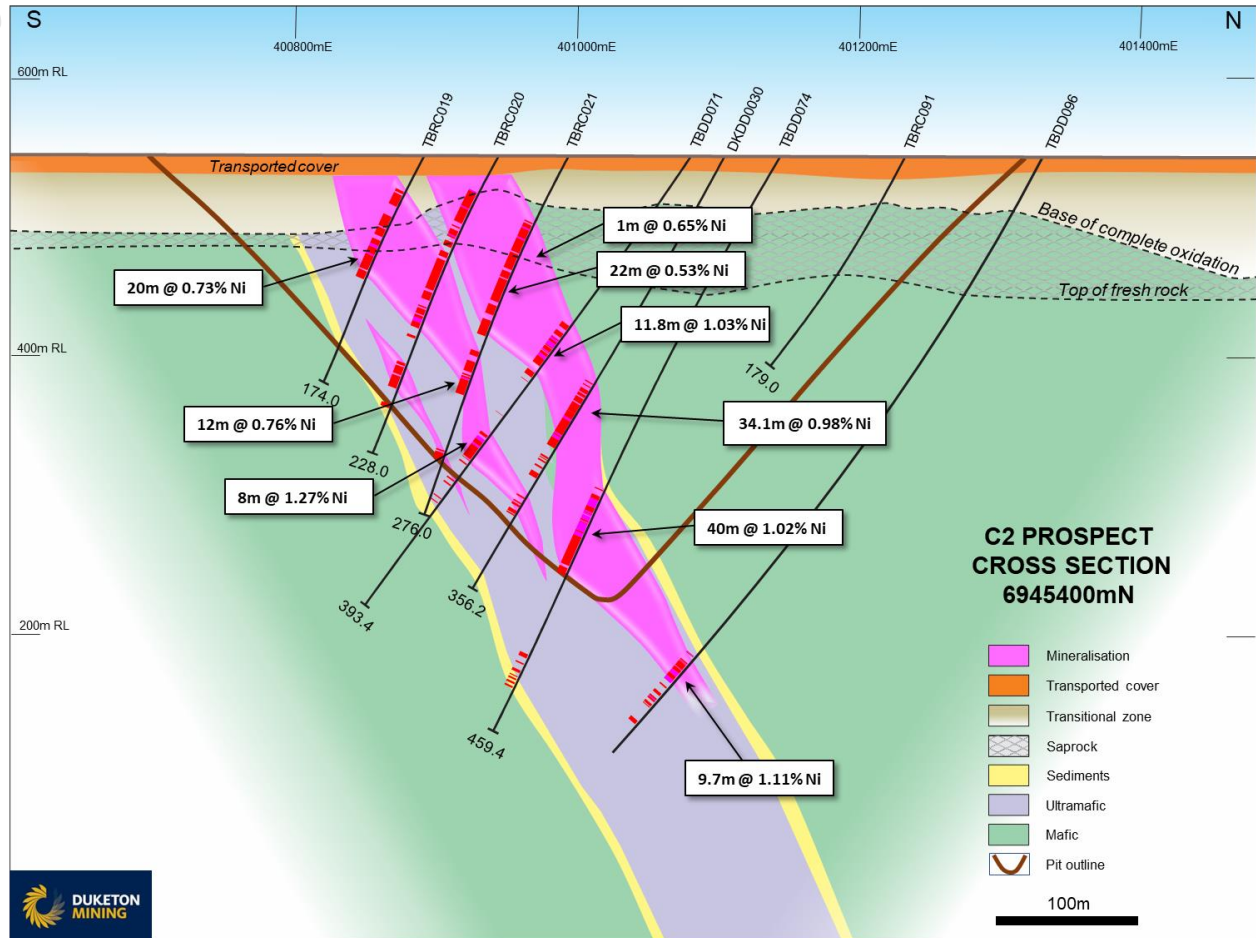 S
N
400800mE
401000mE
401200mE
401400mE
600m RL
TBRC019
TBRC020
TBRC021
TBDD071
DKDD0030
TBDD074
TBRC091
TBDD096
Transported cover
Base of complete oxidation
Top of fresh rock
1m @ 0.65% Ni
20m @ 0.73% Ni
22m @ 0.53% Ni
11.8m @ 1.03% Ni
400m RL
174.0
179.0
12m @ 0.76% Ni
34.1m @ 0.98% Ni
228.0
8m @ 1.27% Ni
276.0
40m @ 1.02% Ni
393.4
356.2
200m RL
459.4
9.7m @ 1.11% Ni
C2 PROSPECT
CROSS SECTION
6945400mN
Mineralisation
Transported cover
Transitional zone
Saprock
Sediments
Ultramafic
Mafic
Pit outline
100m
DUKETON
MINING